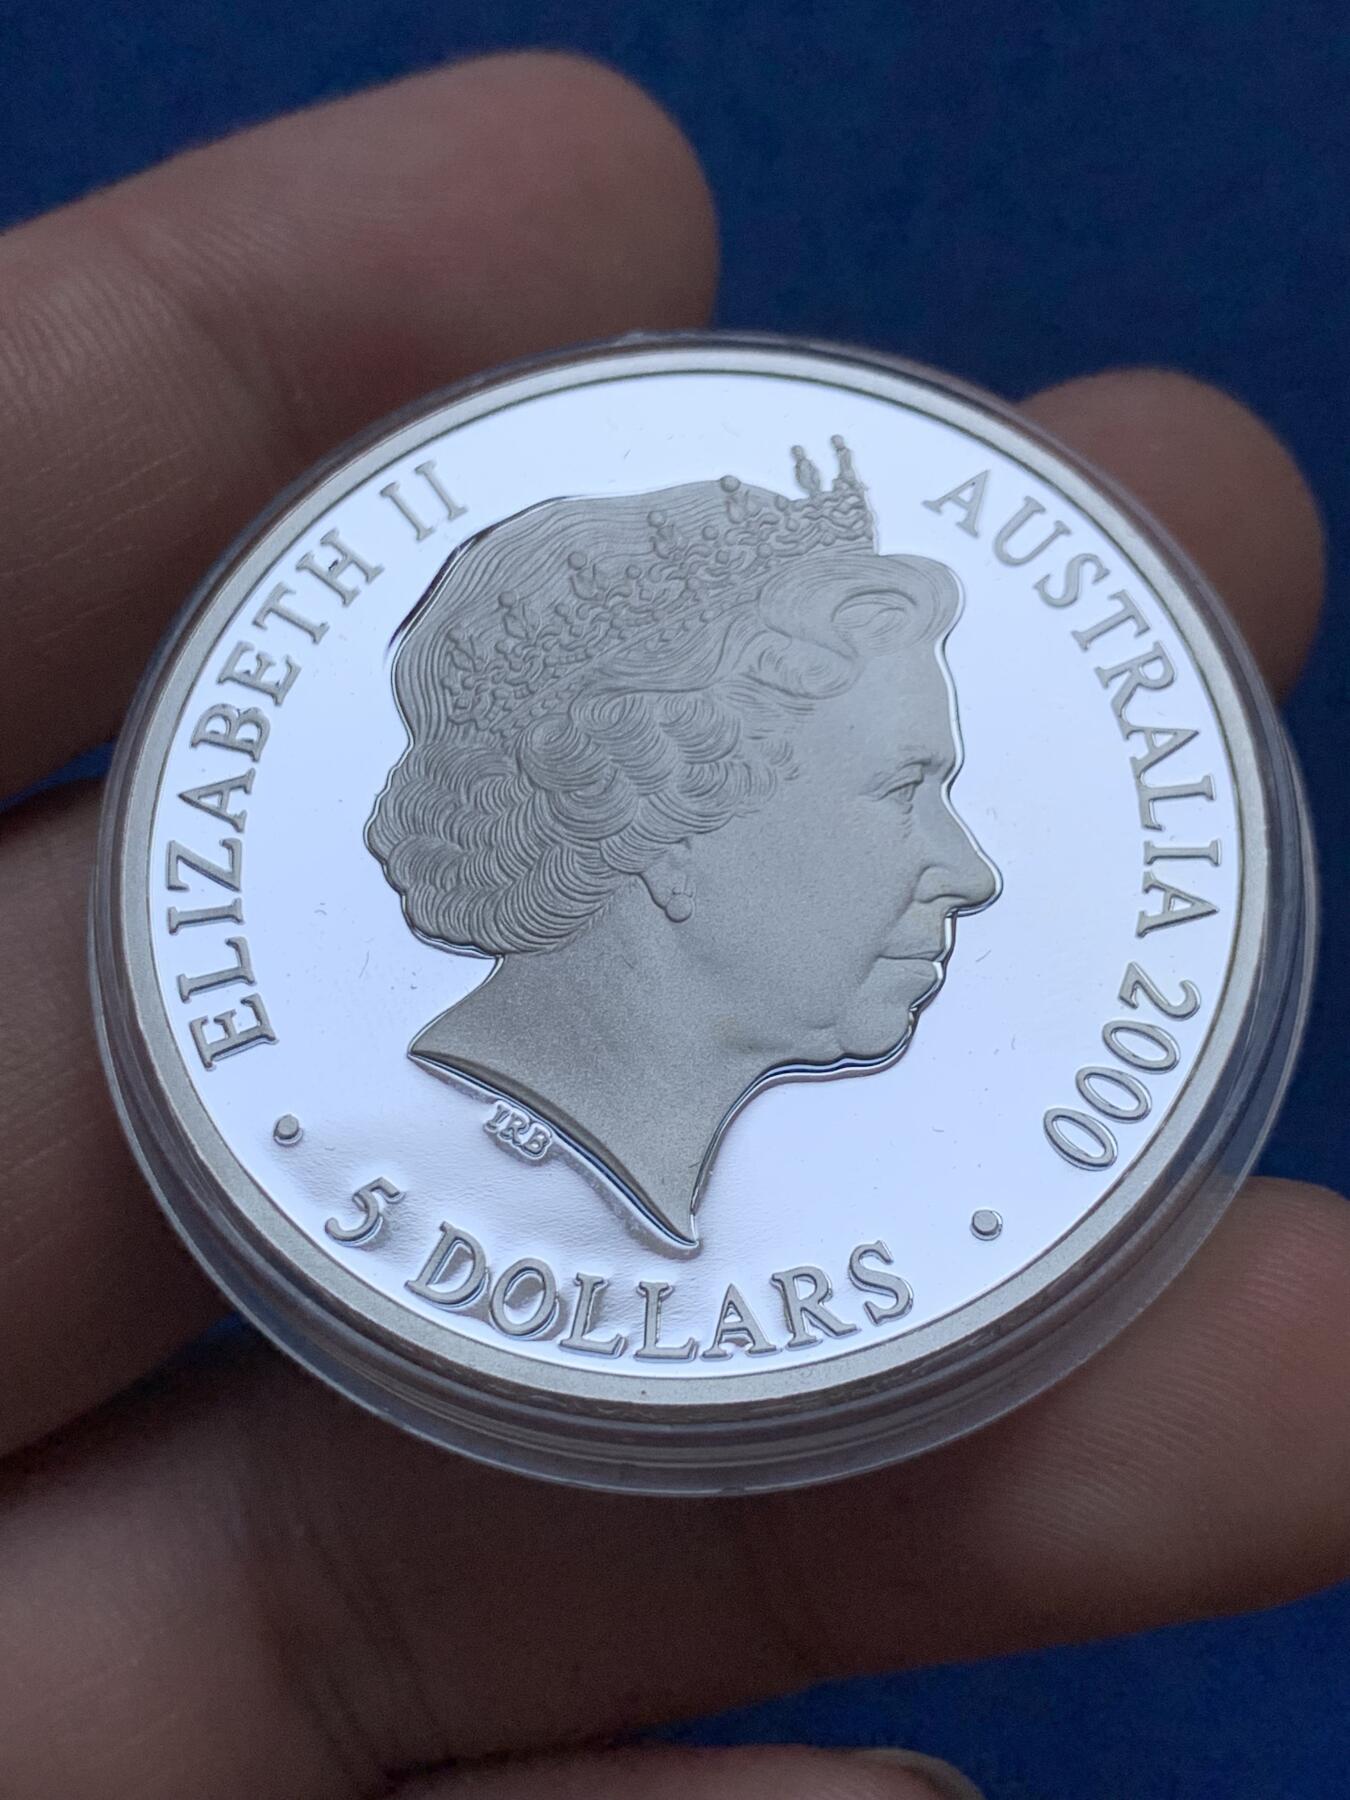 ELIZABETH II
AUSTRALIA 2000
IRB
5 DOLLARS